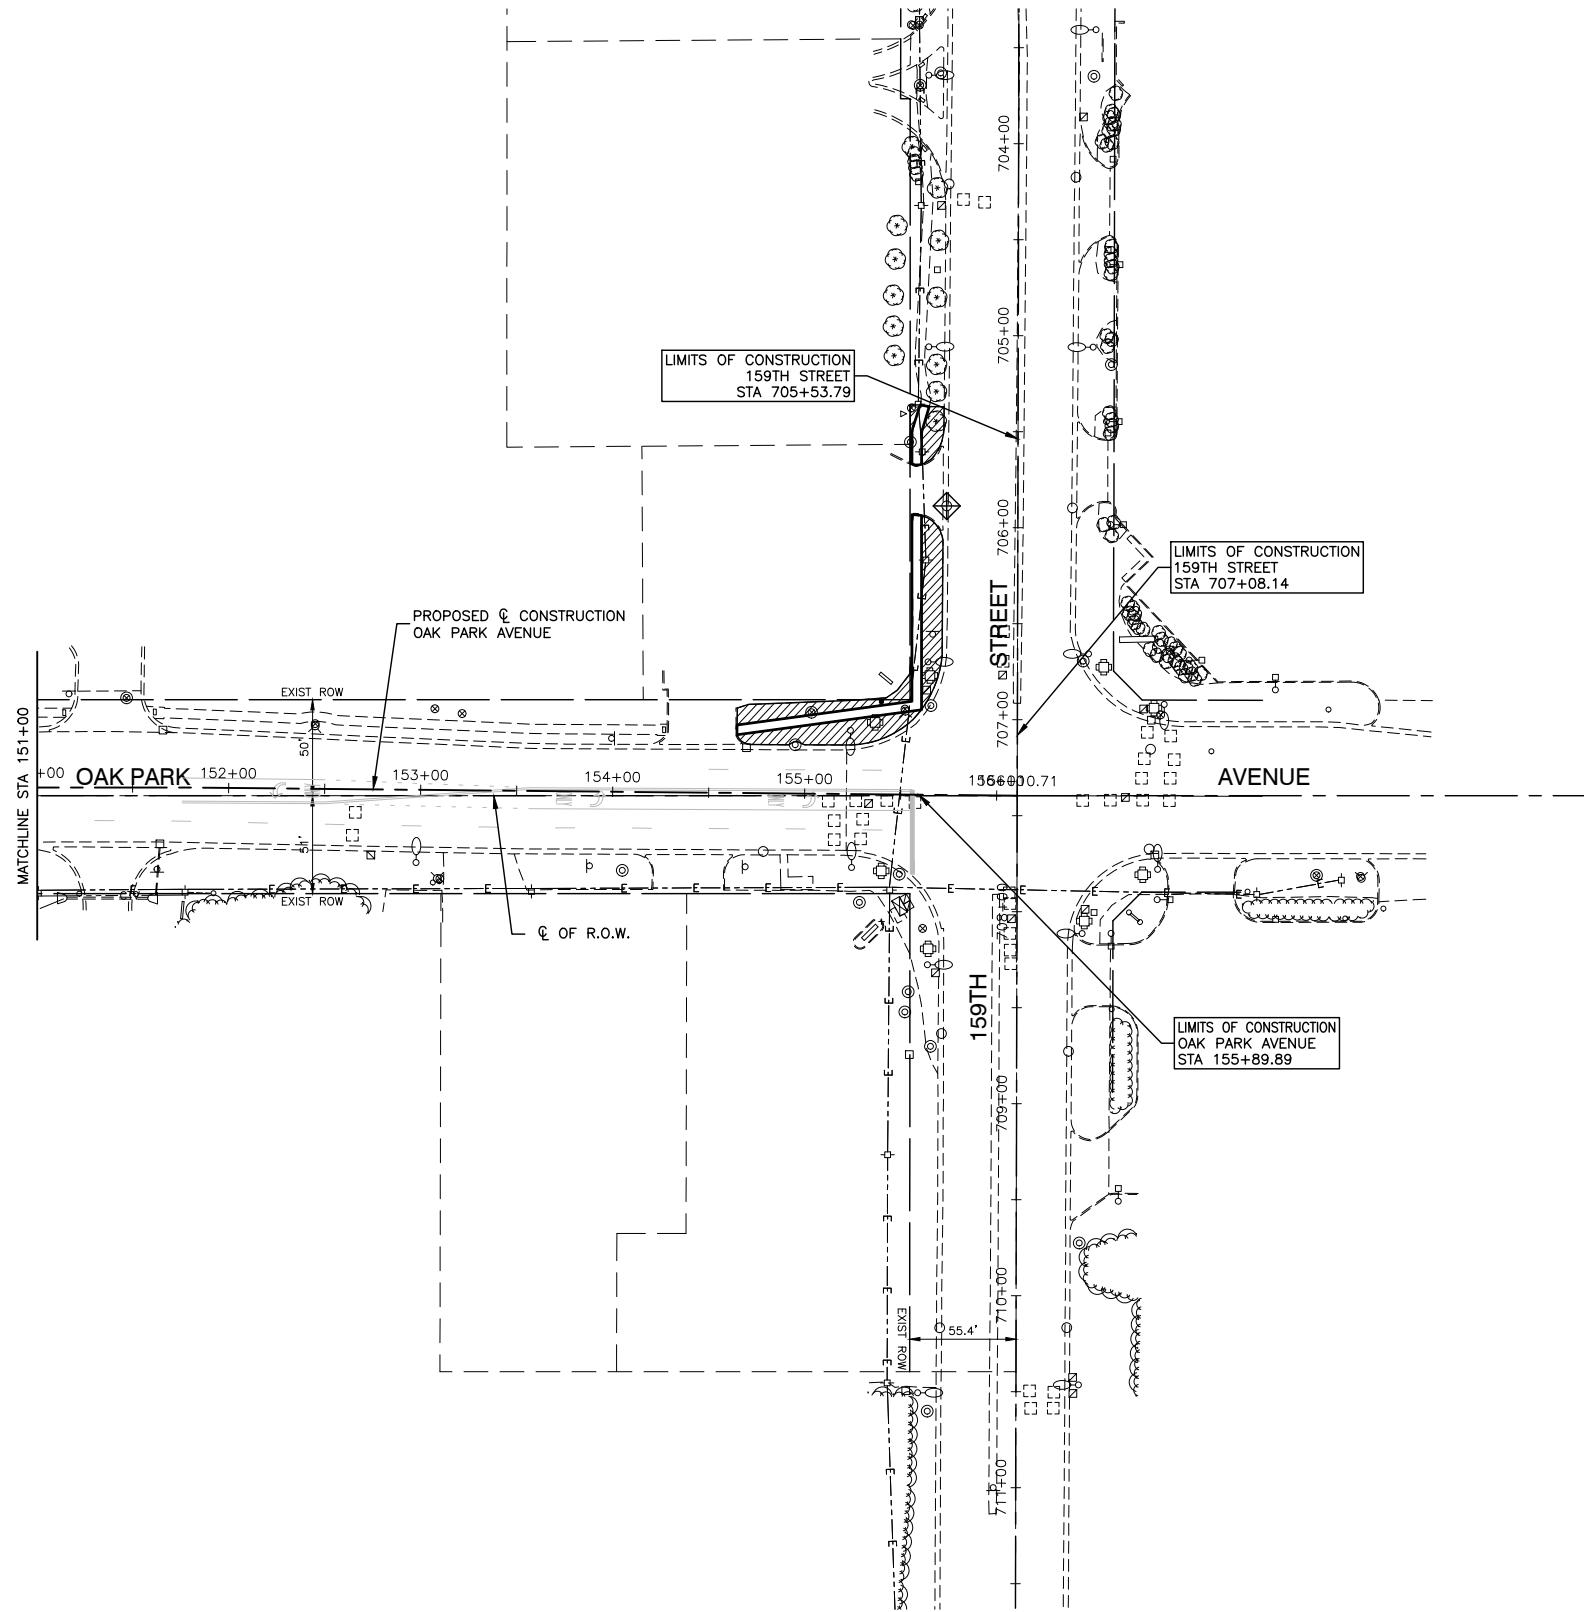 704+00
705+00
LIMITS OF CONSTRUCTION
159TH STREET
STA 705+53.79
706+00
LIMITS OF CONSTRUCTION
159TH STREET
STA 707+08.14
STREET
PROPOSED ℄ CONSTRUCTION
OAK PARK AVENUE
EXIST ROW
707+00
MATCHLINE STA 151+00
50'
+00
OAK PARK
152+00
153+00
154+00
155+00
AVENUE
51'
EXIST ROW
708+00
℄ OF R.O.W.
159TH
LIMITS OF CONSTRUCTION
OAK PARK AVENUE
STA 155+89.89
709+00
710+00
EXIST ROW
55.4'
711+00